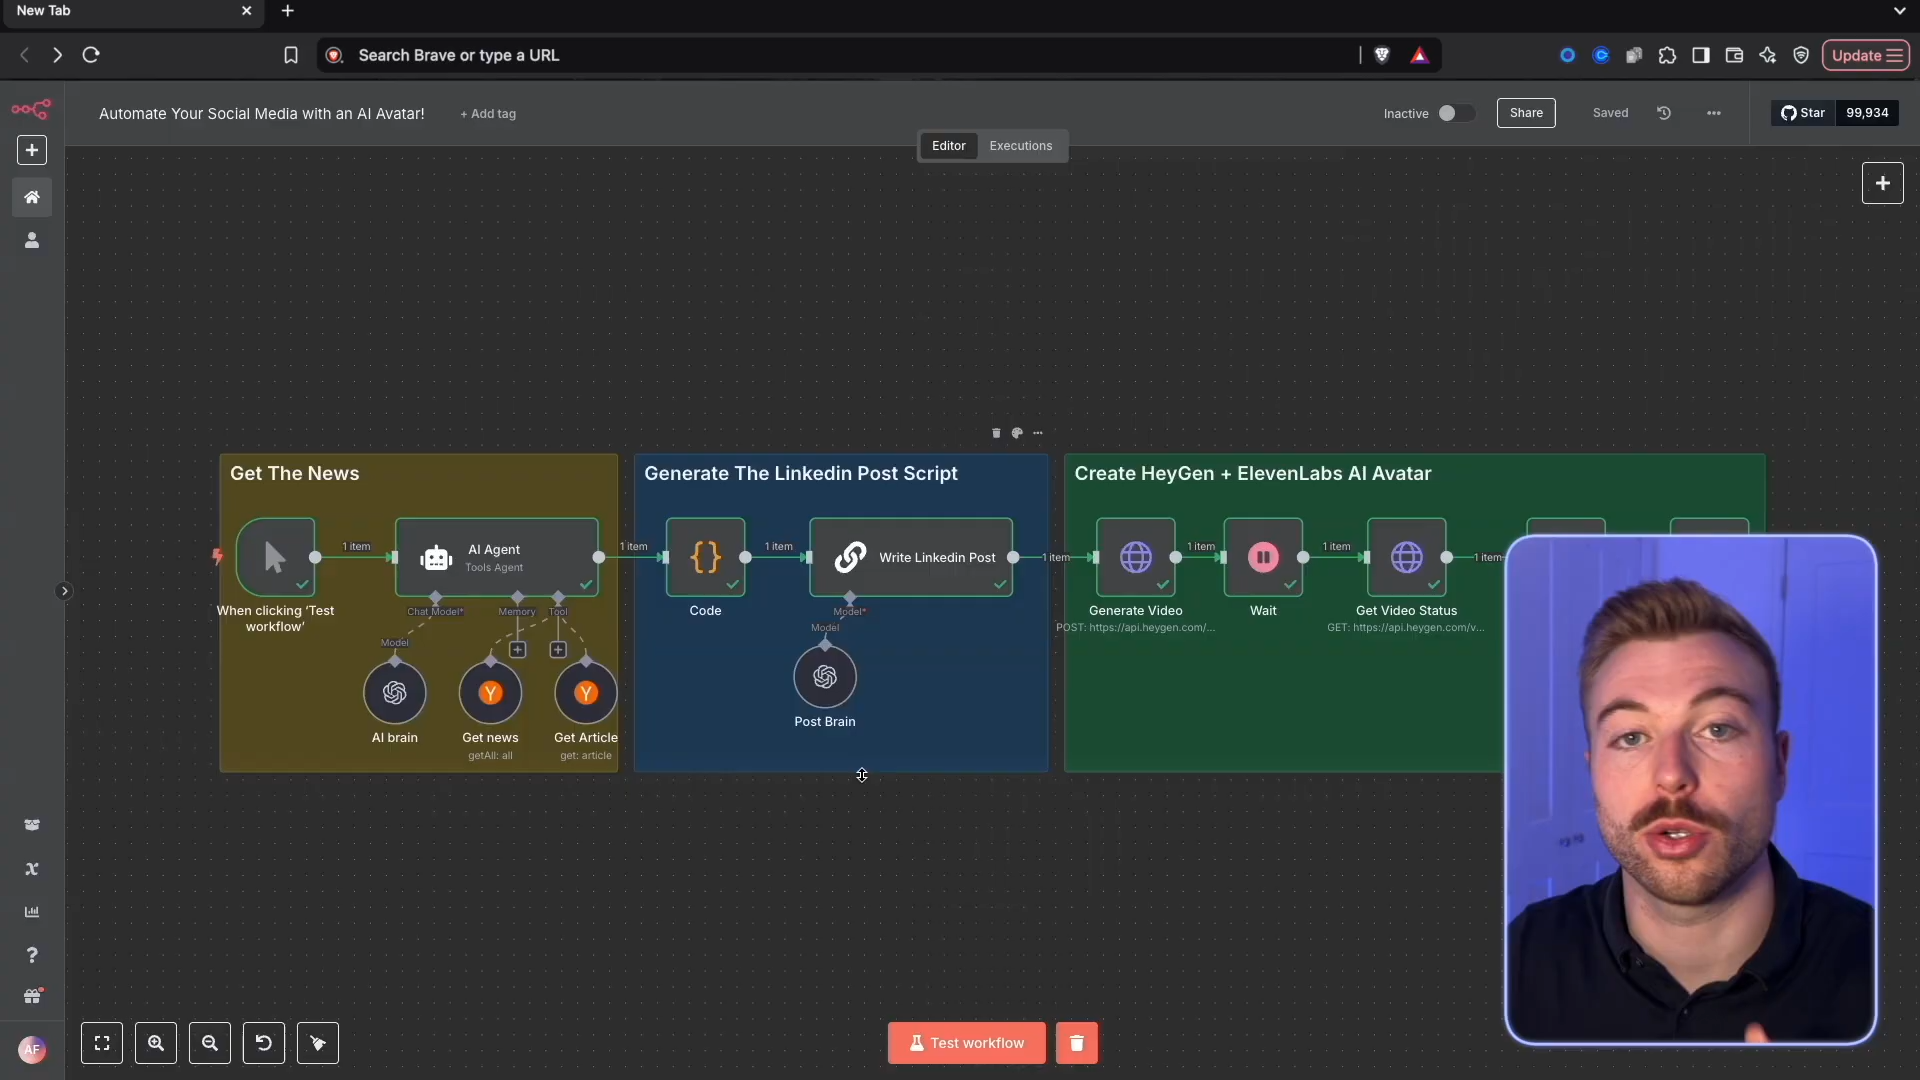 New Tab
Search Brave or type a URL
Update
Automate Your Social Media with an AI Avatar!
+ Add tag
Inactive
Share
Saved
Star
99,934
Editor
Executions
Get The News
Generate The Linkedin Post Script
Create HeyGen + ElevenLabs AI Avatar
1 item
AI Agent
Tools Agent
1 item
1 item
Write Linkedin Post
1 item
1 item
1 item
1 item
When clicking ‘Test
workflow’
Chat Model*
Memory
Tool
Code
Model*
Generate Video
POST: https://api.heygen.com/...
Wait
Get Video Status
GET: https://api.heygen.com/v...
Model
Model
AI brain
Get news
getAll: all
Get Article
get: article
Post Brain
Test workflow
AF